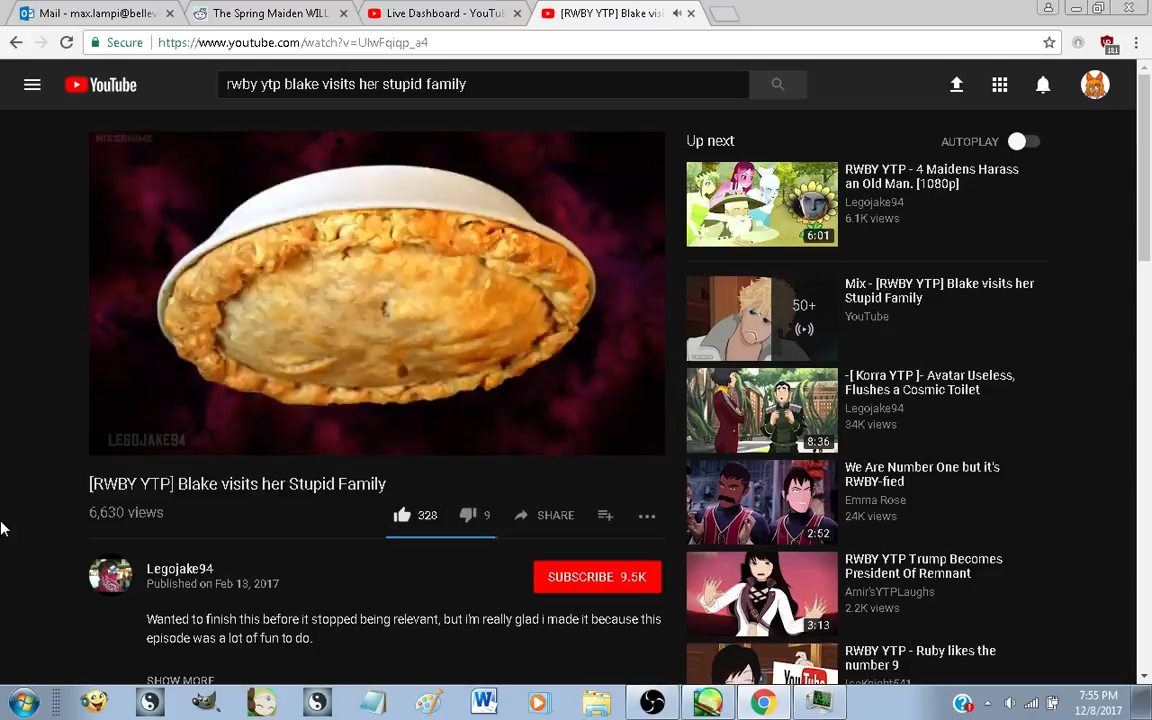 Mail - max.lampi@bellev
The Spring Maiden WILL
Live Dashboard - YouTu
[RWBY YTP] Blake visi
Secure
https://www.youtube.com/watch?v=UlwFqiqp_a4
181
YouTube
rwby ytp blake visits her stupid family
LEGOJAKE94
[RWBY YTP] Blake visits her Stupid Family
6,630 views
328
9
SHARE
Legojake94
Published on Feb 13, 2017
SUBSCRIBE 9.5K
Wanted to finish this before it stopped being relevant, but i'm really glad i made it because this
episode was a lot of fun to do.
SHOW MORE
Up next
AUTOPLAY
6:01
RWBY YTP - 4 Maidens Harass
an Old Man. [1080p]
Legojake94
6.1K views
50+
Mix - [RWBY YTP] Blake visits her
Stupid Family
YouTube
8:36
-[ Korra YTP ]- Avatar Useless,
Flushes a Cosmic Toilet
Legojake94
34K views
2:52
We Are Number One but it's
RWBY-fied
Emma Rose
24K views
3:13
RWBY YTP Trump Becomes
President Of Remnant
Amir'sYTPLaughs
2.2K views
You Tube
RWBY YTP - Ruby likes the
number 9
7:55 PM
12/8/2017